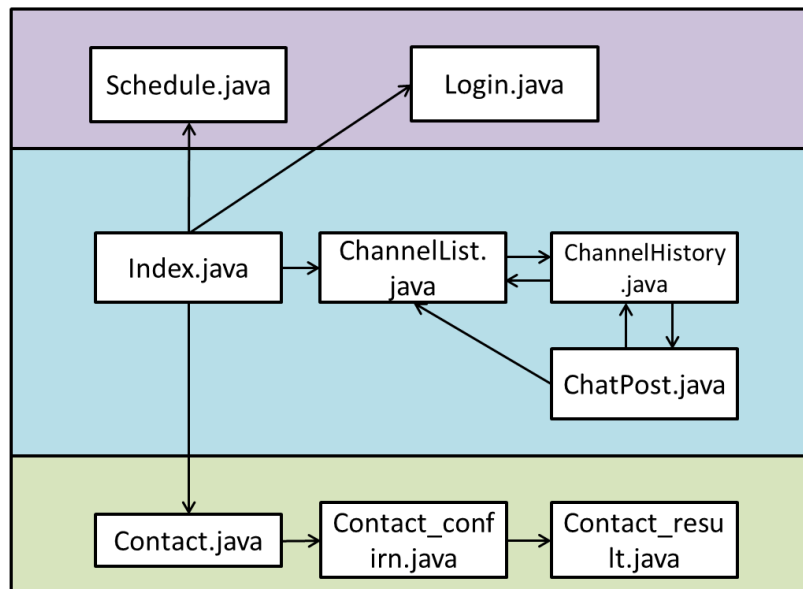 Schedule.java
Login.java
Index.java
ChannelList.
java
ChannelHistory
.java
ChatPost.java
Contact.java
Contact_conf
irn.java
Contact_resu
lt.java